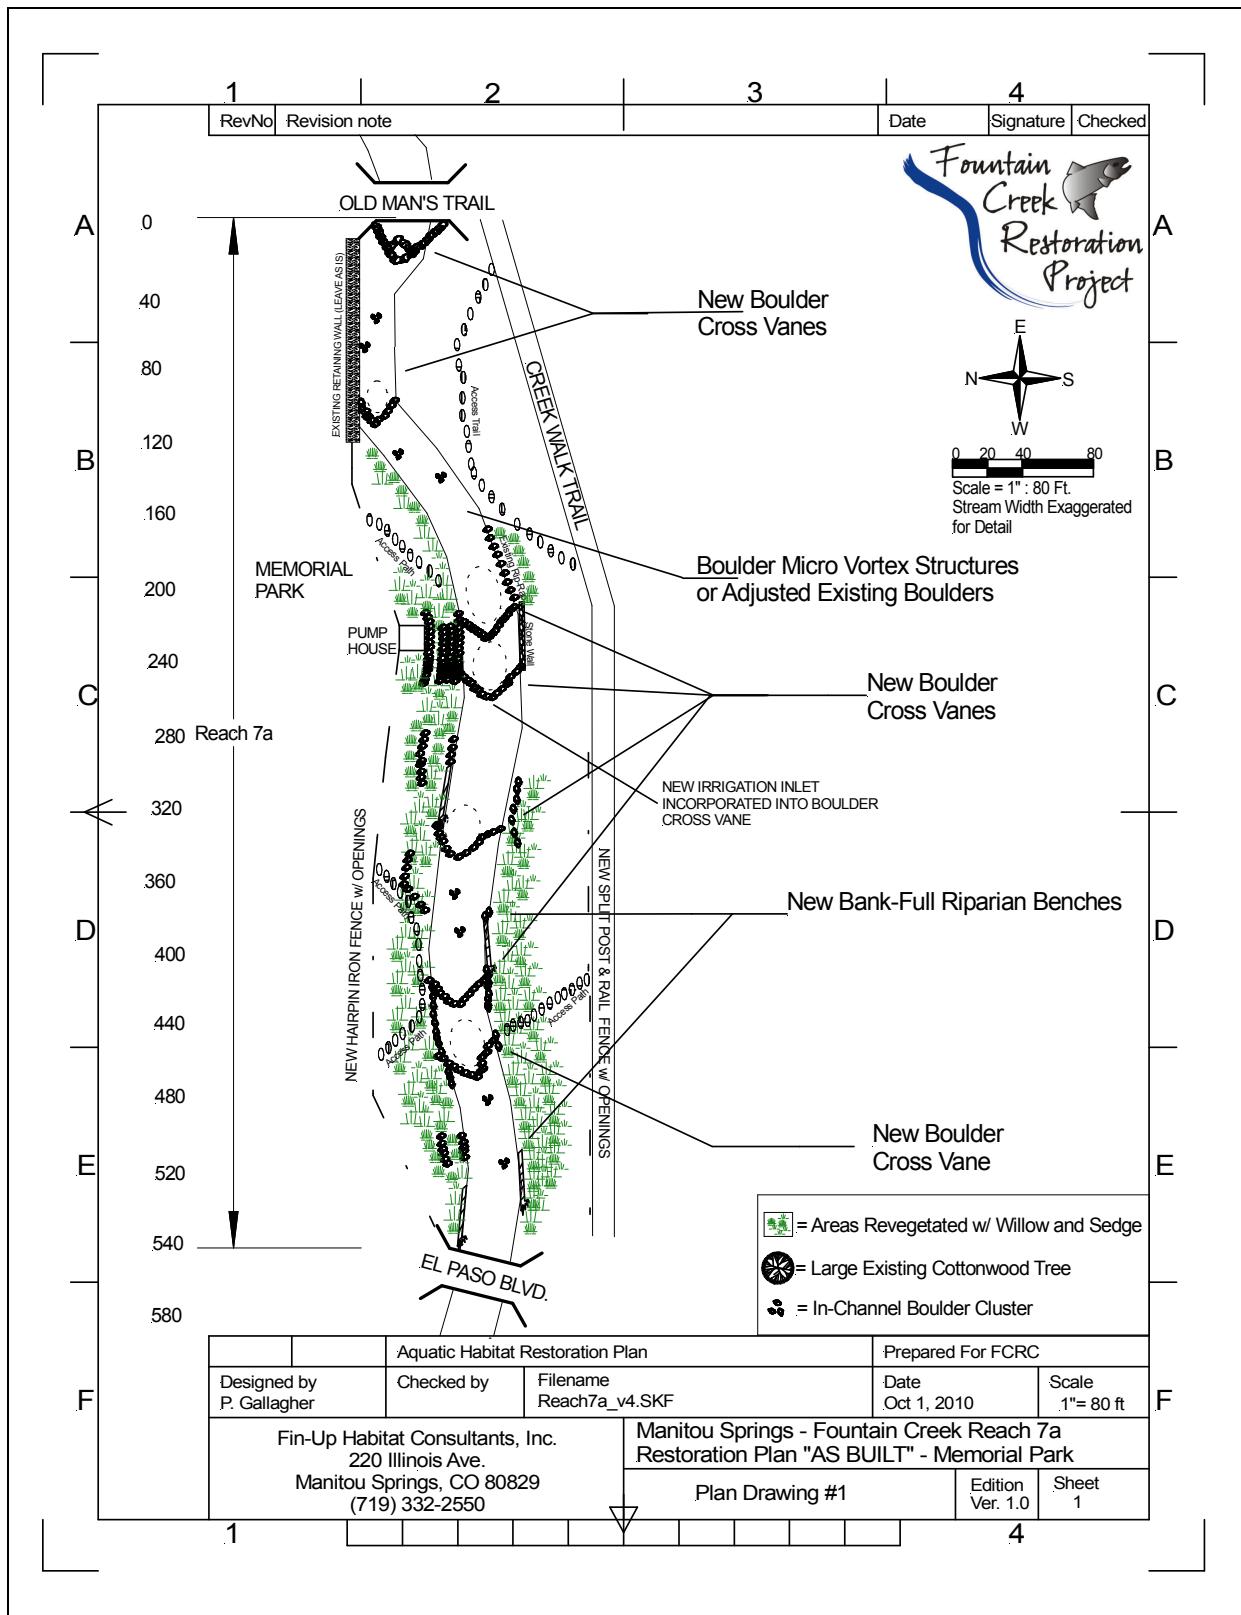 1
2
3
4
RevNo
Revision note
Date
Signature
Checked
Fountain
Creek
Restoration
Project
OLD MAN'S TRAIL
A
A
0
40
80
120
160
200
240
280
320
360
400
440
480
520
540
580
B
B
C
C
D
D
E
E
F
F
Reach 7a
EXISTING RETAINING WALL (LEAVE AS IS)
New Boulder
Cross Vanes
Access Trail
CREEK WALK TRAIL
E
N
S
W
0
20
40
80
Scale = 1" : 80 Ft.
Stream Width Exaggerated
for Detail
Access Path
Existing Rip-Rap
MEMORIAL
PARK
Boulder Micro Vortex Structures
or Adjusted Existing Boulders
PUMP
HOUSE
Stone Wall
New Boulder
Cross Vanes
NEW IRRIGATION INLET
INCORPORATED INTO BOULDER
CROSS VANE
NEW HAIRPIN IRON FENCE w/ OPENINGS
Access Path
NEW SPLIT POST & RAIL FENCE w/ OPENINGS
New Bank-Full Riparian Benches
Access Path
Access Path
New Boulder
Cross Vane
EL PASO BLVD.
= Areas Revegetated w/ Willow and Sedge
= Large Existing Cottonwood Tree
= In-Channel Boulder Cluster
Aquatic Habitat Restoration Plan
Prepared For FCRC
Designed by
P. Gallagher
Checked by
Filename
Reach7a_v4.SKF
Date
Oct 1, 2010
Scale
1"= 80 ft
Fin-Up Habitat Consultants, Inc.
220 Illinois Ave.
Manitou Springs, CO 80829
(719) 332-2550
Manitou Springs - Fountain Creek Reach 7a
Restoration Plan "AS BUILT" - Memorial Park
Plan Drawing #1
Edition
Ver. 1.0
Sheet
1
1
4